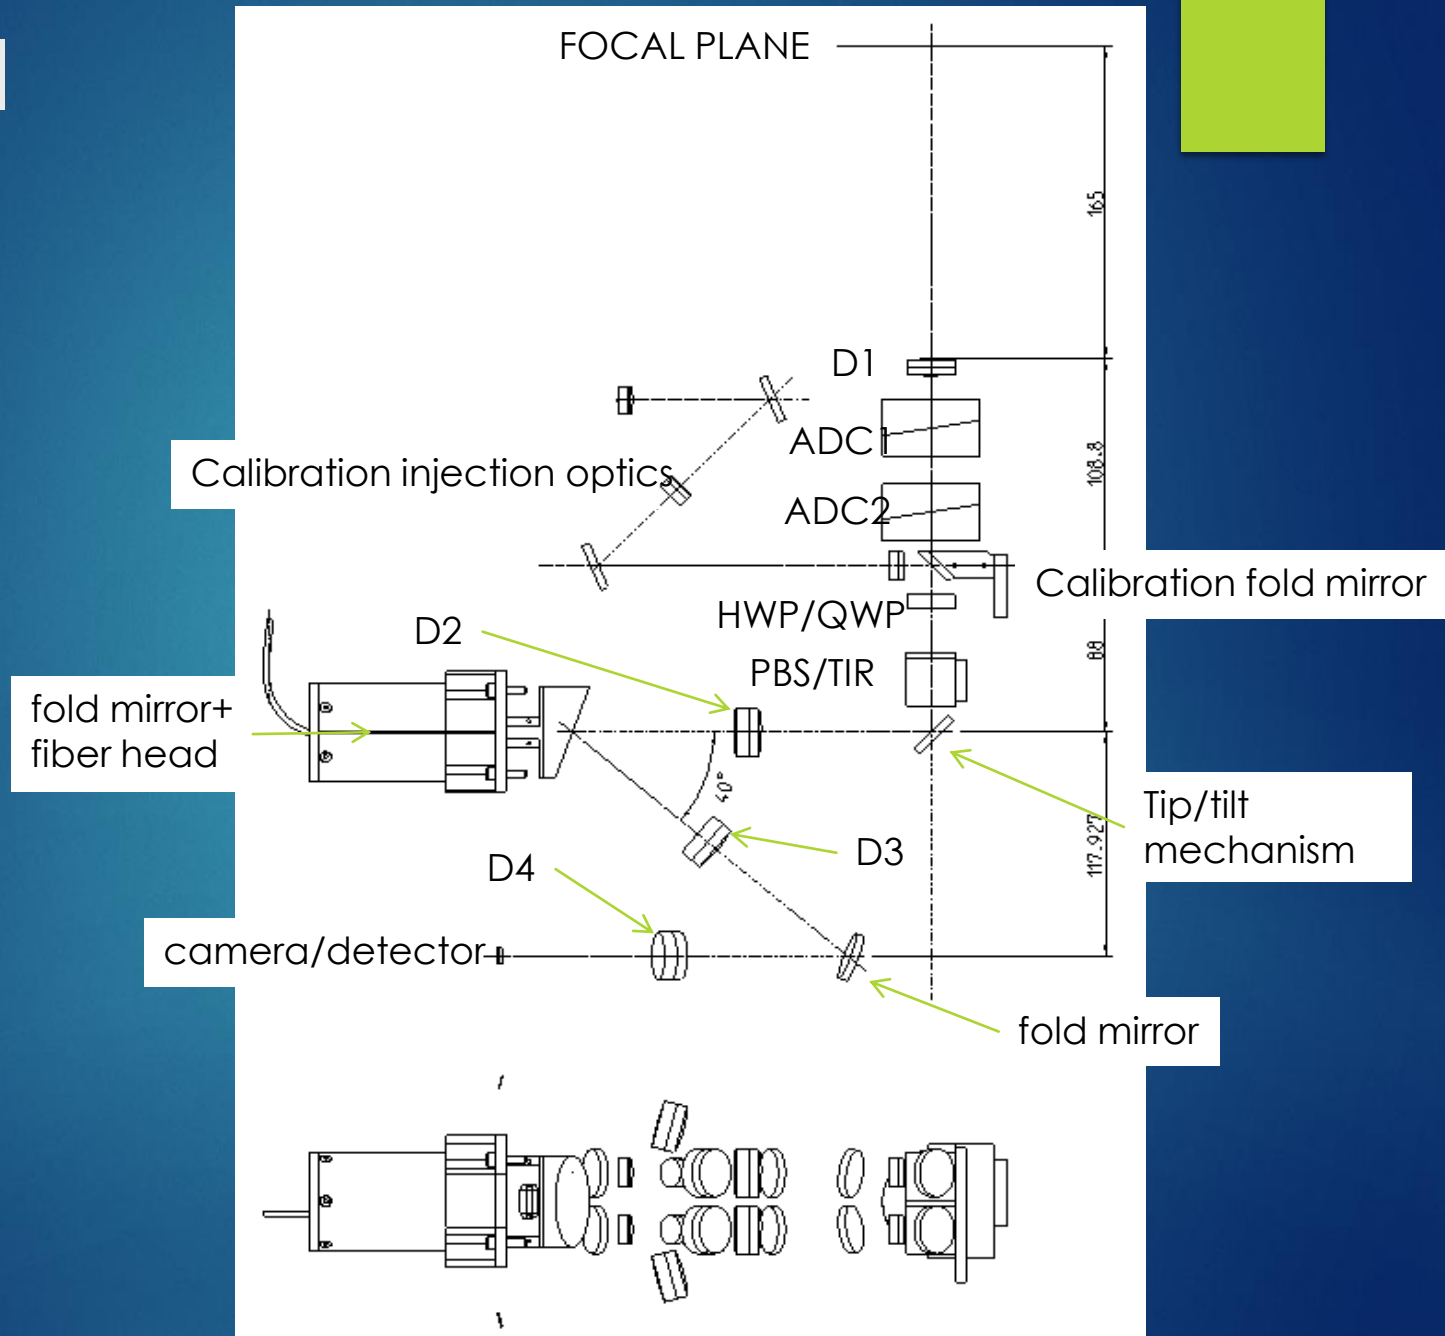 FOCAL PLANE
165
D1
ADC1
108.8
Calibration injection optics
ADC2
Calibration fold mirror
HWP/QWP
D2
88
PBS/TIR
fold mirror+
fiber head
40°
Tip/tilt
mechanism
117.927
D3
D4
camera/detector
fold mirror